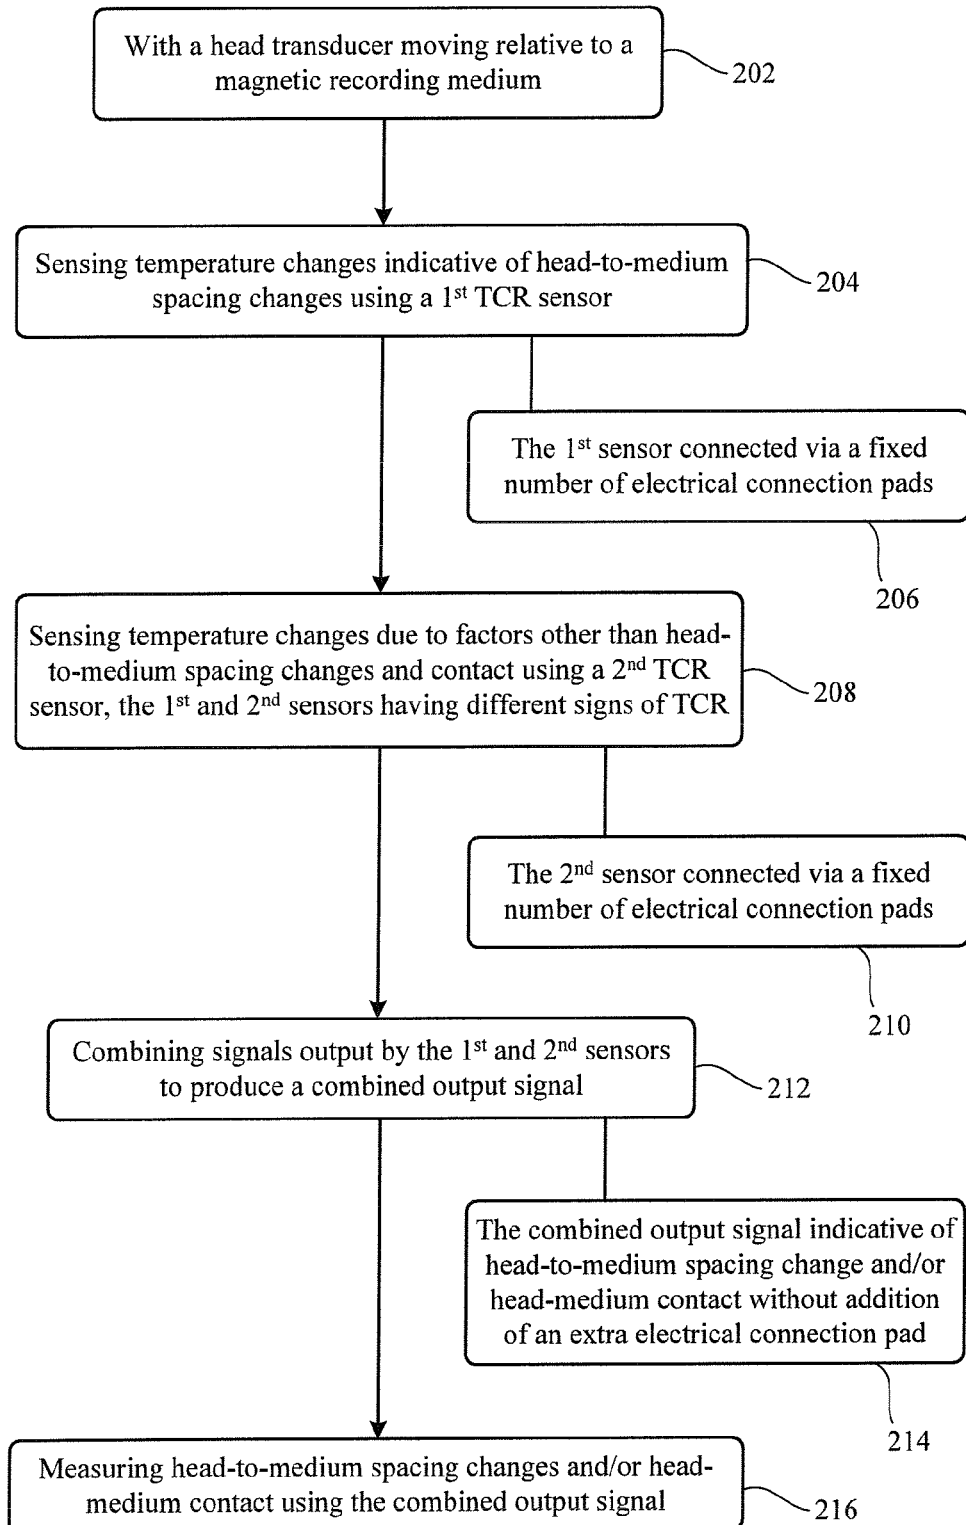 With a head transducer moving relative to a
magnetic recording medium
202
Sensing temperature changes indicative of head-to-medium
spacing changes using a 1st TCR sensor
204
The 1st sensor connected via a fixed
number of electrical connection pads
206
Sensing temperature changes due to factors other than head-
to-medium spacing changes and contact using a 2nd TCR
sensor, the 1st and 2nd sensors having different signs of TCR
208
The 2nd sensor connected via a fixed
number of electrical connection pads
210
Combining signals output by the 1st and 2nd sensors
to produce a combined output signal
212
The combined output signal indicative of
head-to-medium spacing change and/or
head-medium contact without addition
of an extra electrical connection pad
214
Measuring head-to-medium spacing changes and/or head-
medium contact using the combined output signal
216